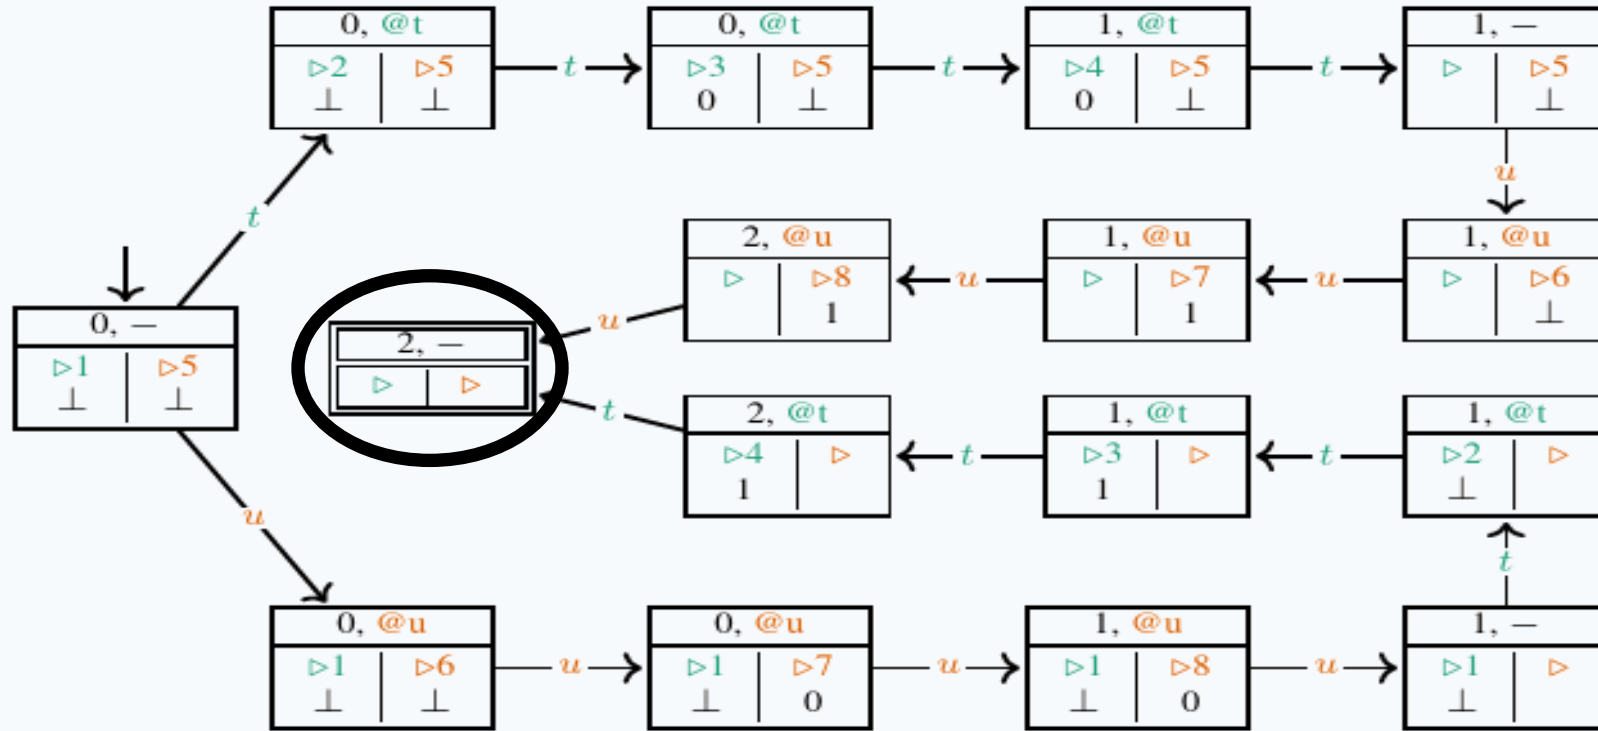 0, @t
▷2 ▷5
⊥ ⊥
t
0, @t
▷3 ▷5
0 ⊥
t
1, @t
▷4 ▷5
0 ⊥
t
1, —
▷ ▷5
⊥
t
u
2, @u
▷ ▷8
1
u
1, @u
▷ ▷7
1
u
1, @u
▷ ▷6
⊥
0, —
▷1 ▷5
⊥ ⊥
u
2, —
▷ ▷
t
2, @t
▷4 ▷
1
t
1, @t
▷3 ▷
1
t
1, @t
▷2 ▷
⊥
u
t
0, @u
▷1 ▷6
⊥ ⊥
u
0, @u
▷1 ▷7
⊥ 0
u
1, @u
▷1 ▷8
⊥ 0
u
1, —
▷1 ▷
⊥